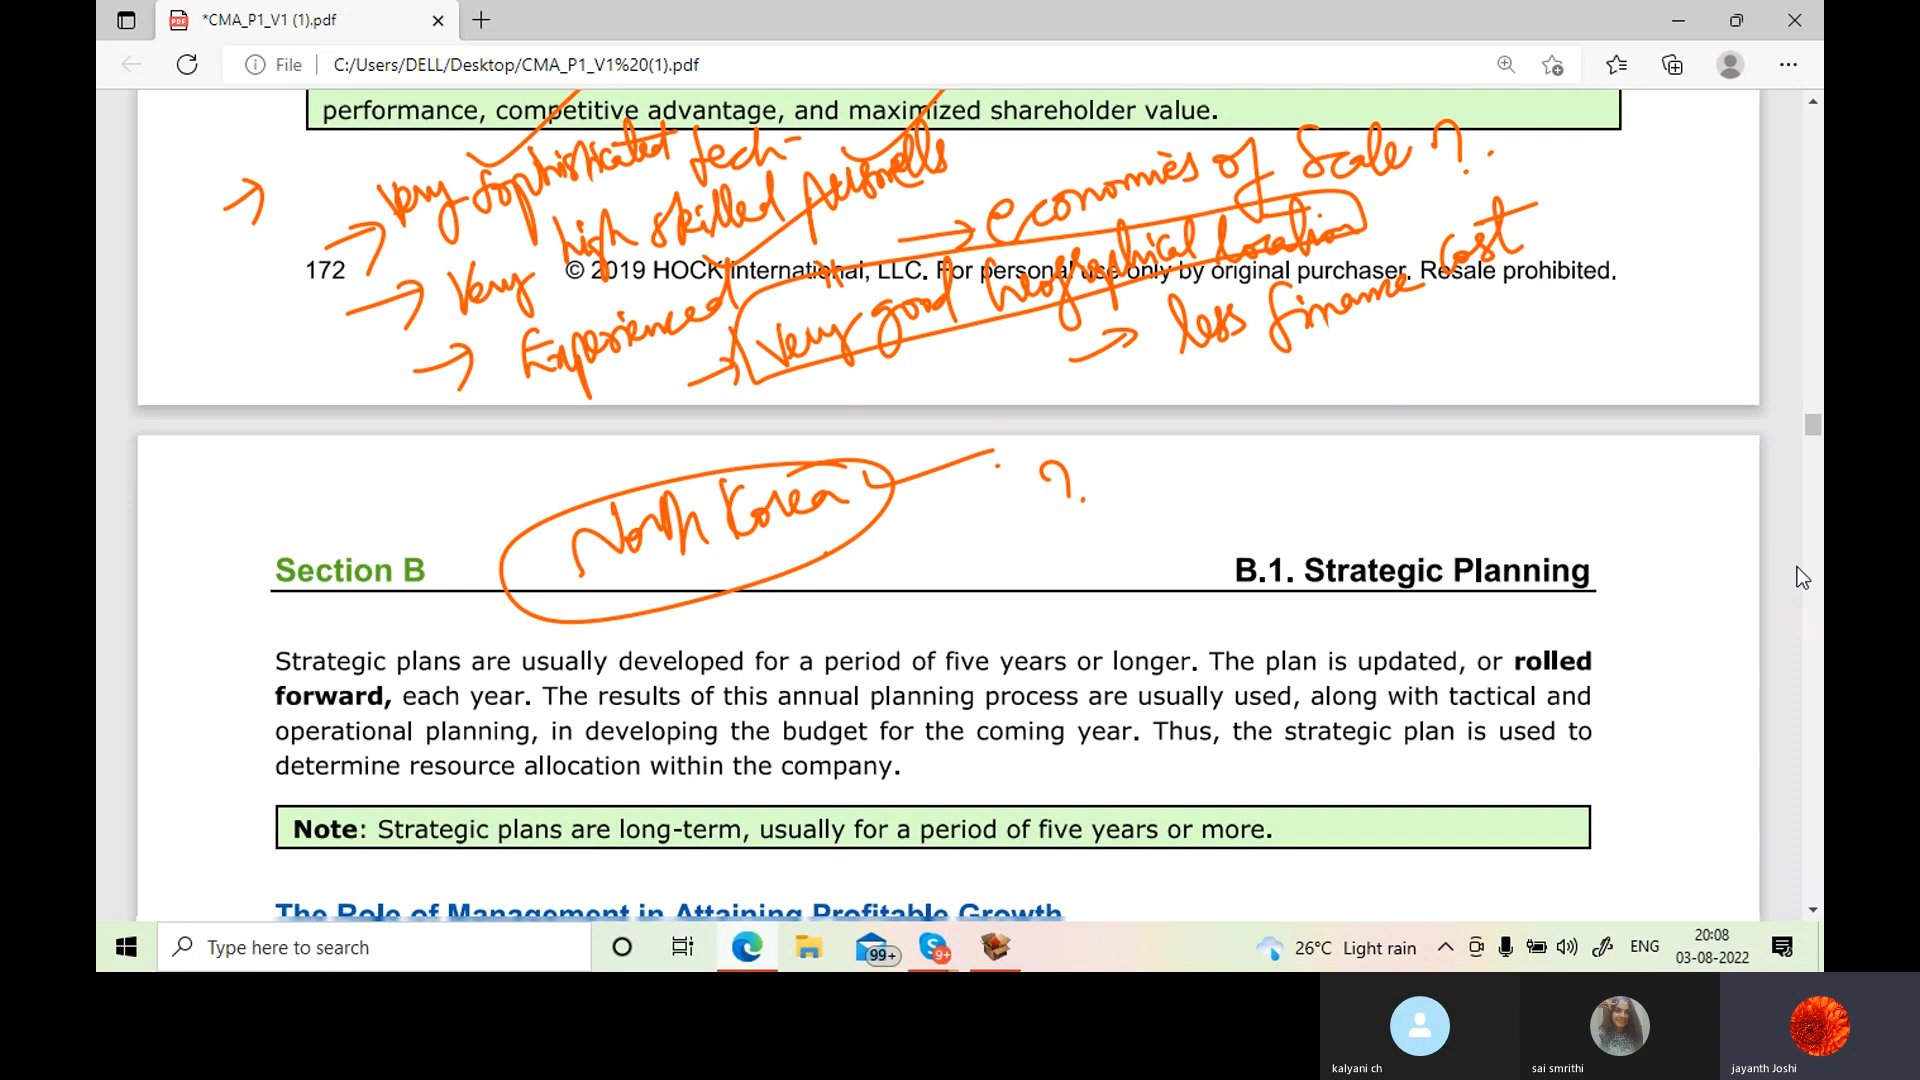 *CMA_P1_V1 (1).pdf
File
C:/Users/DELL/Desktop/CMA_P1_V1%20(1).pdf
performance, competitive advantage, and maximized shareholder value.
Very sophisticated tech-
Very high skilled personnels
Experienced "
economies of Scale ?.
Very good Geographical Location
less finance cost
172 © 2019 HOCK international, LLC. For personal use only by original purchaser. Resale prohibited.
North Korea ?.
Section B B.1. Strategic Planning
Strategic plans are usually developed for a period of five years or longer. The plan is updated, or rolled
forward, each year. The results of this annual planning process are usually used, along with tactical and
operational planning, in developing the budget for the coming year. Thus, the strategic plan is used to
determine resource allocation within the company.
Note: Strategic plans are long-term, usually for a period of five years or more.
The Role of Management in Attaining Profitable Growth
Type here to search
99+
9+
26°C Light rain
ENG
20:08
03-08-2022
kalyani ch
sai smrithi
jayanth Joshi